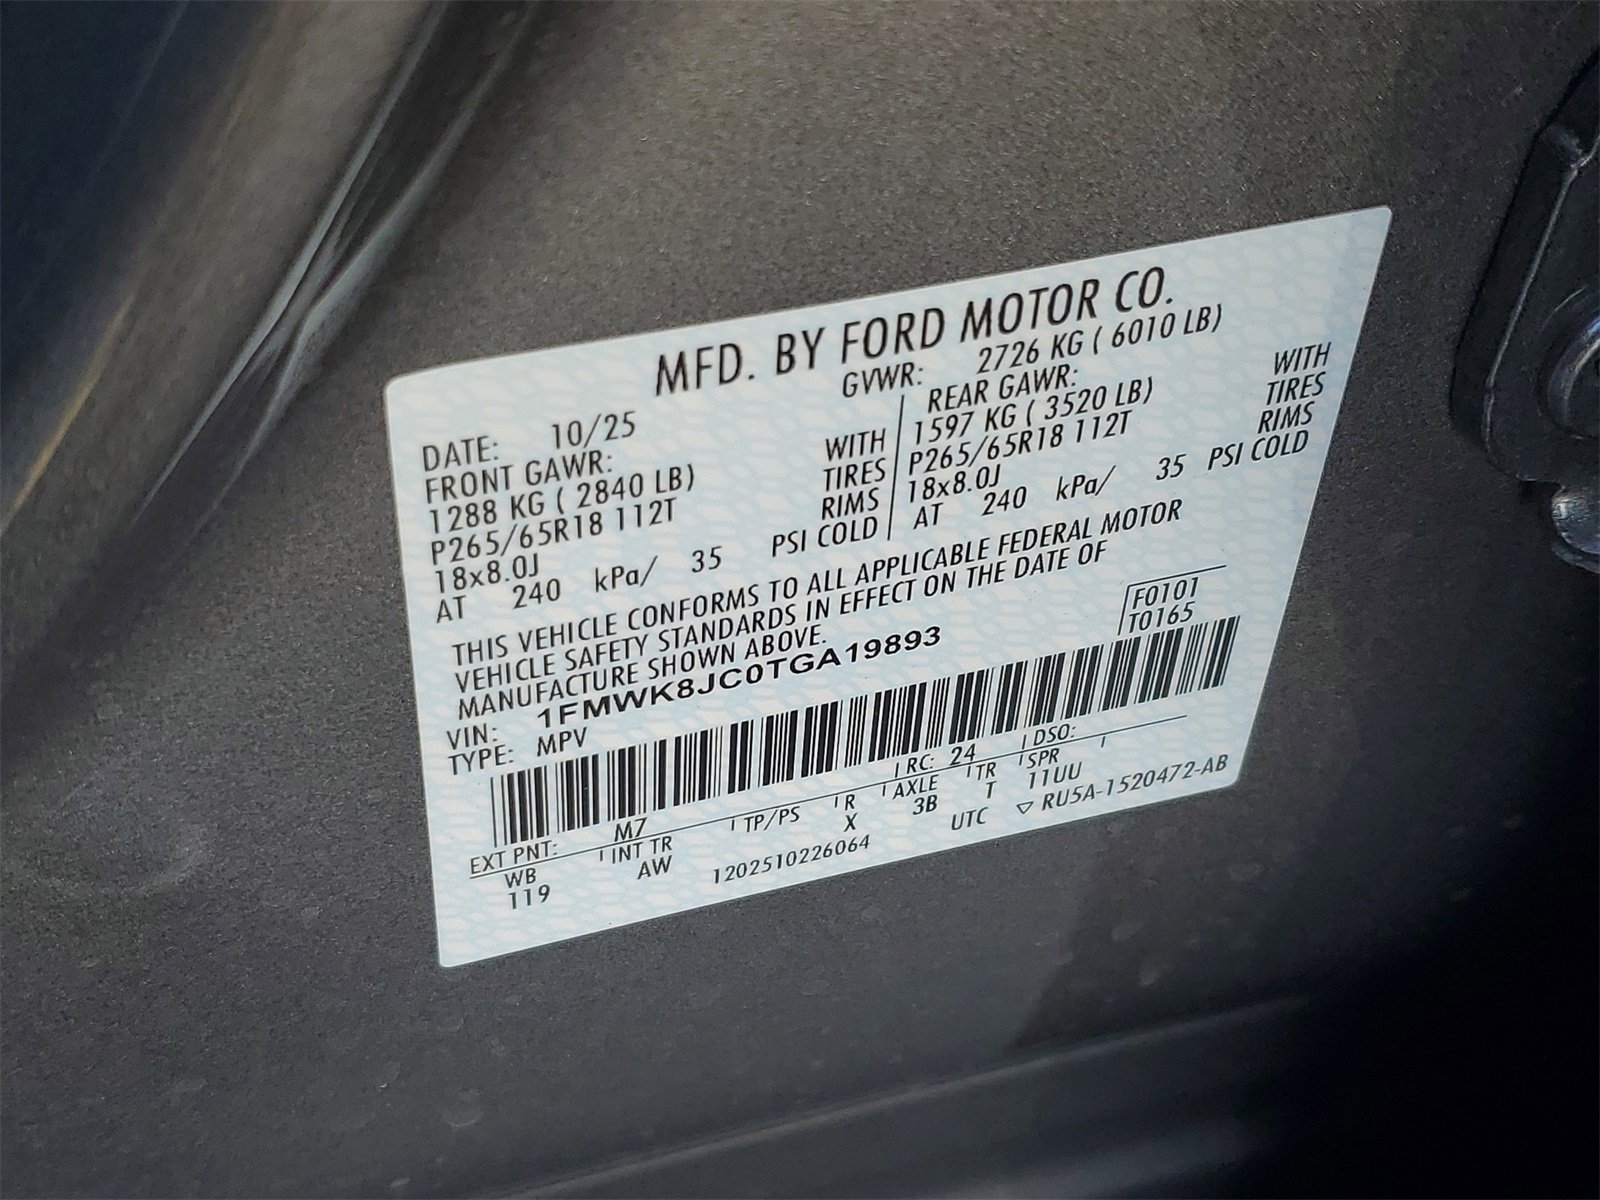 MFD. BY FORD MOTOR CO.
DATE: 10/25
GVWR: 2726 KG ( 6010 LB)
FRONT GAWR:
1288 KG ( 2840 LB) WITH
P265/65R18 112T TIRES
18x8.0J RIMS
AT 240 kPa/ 35 PSI COLD
REAR GAWR:
1597 KG ( 3520 LB) WITH
P265/65R18 112T TIRES
18x8.0J RIMS
AT 240 kPa/ 35 PSI COLD
THIS VEHICLE CONFORMS TO ALL APPLICABLE FEDERAL MOTOR
VEHICLE SAFETY STANDARDS IN EFFECT ON THE DATE OF
MANUFACTURE SHOWN ABOVE.
F0101
T0165
VIN: 1FMWK8JC0TGA19893
TYPE: MPV
EXT PNT: M7 RC: 24 DSO:
WB INT TR TP/PS R AXLE TR SPR
119 AW X 3B T 11UU
1202510226064 UTC ▽ RU5A-1520472-AB